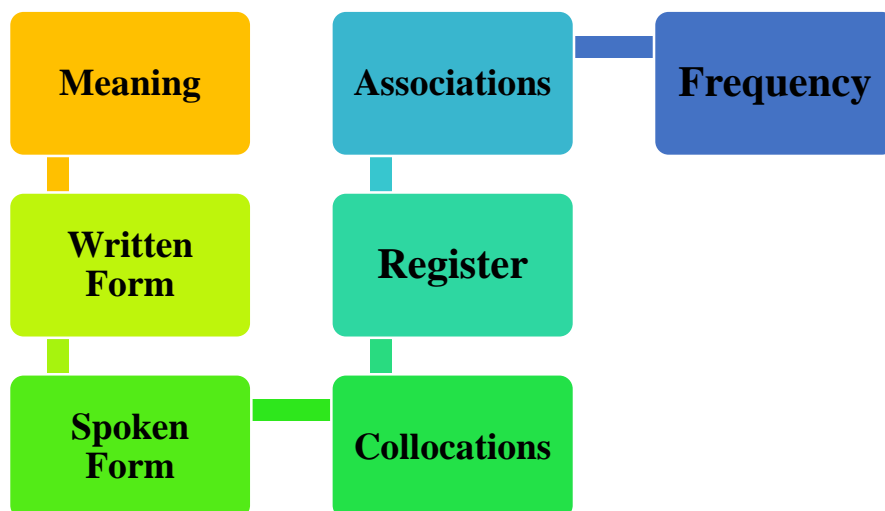 Meaning
Written
Form
Spoken
Form
Collocations
Register
Associations
Frequency